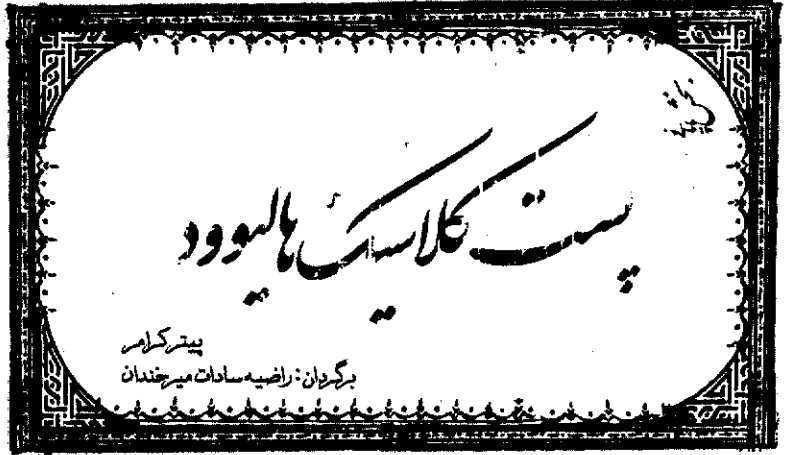 پست کلاسیک هالیوود
پیتر کرامر
برگردان: راضیه سادات میرخندان